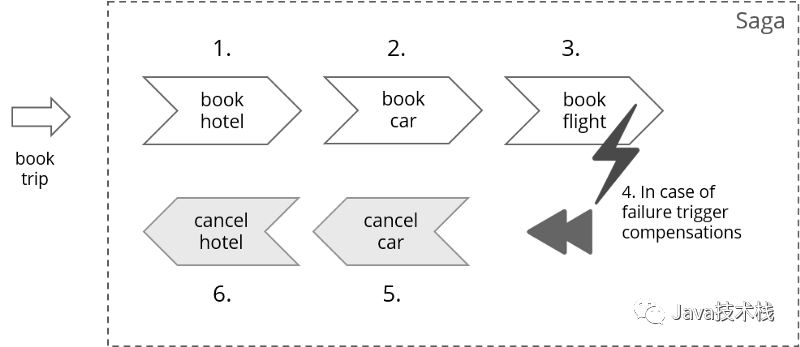 Saga
1.
2.
3.
book
hotel
book
car
book
flight
book
trip
4. In case of
failure trigger
compensations
cancel
hotel
cancel
car
6.
5.
Java技术栈